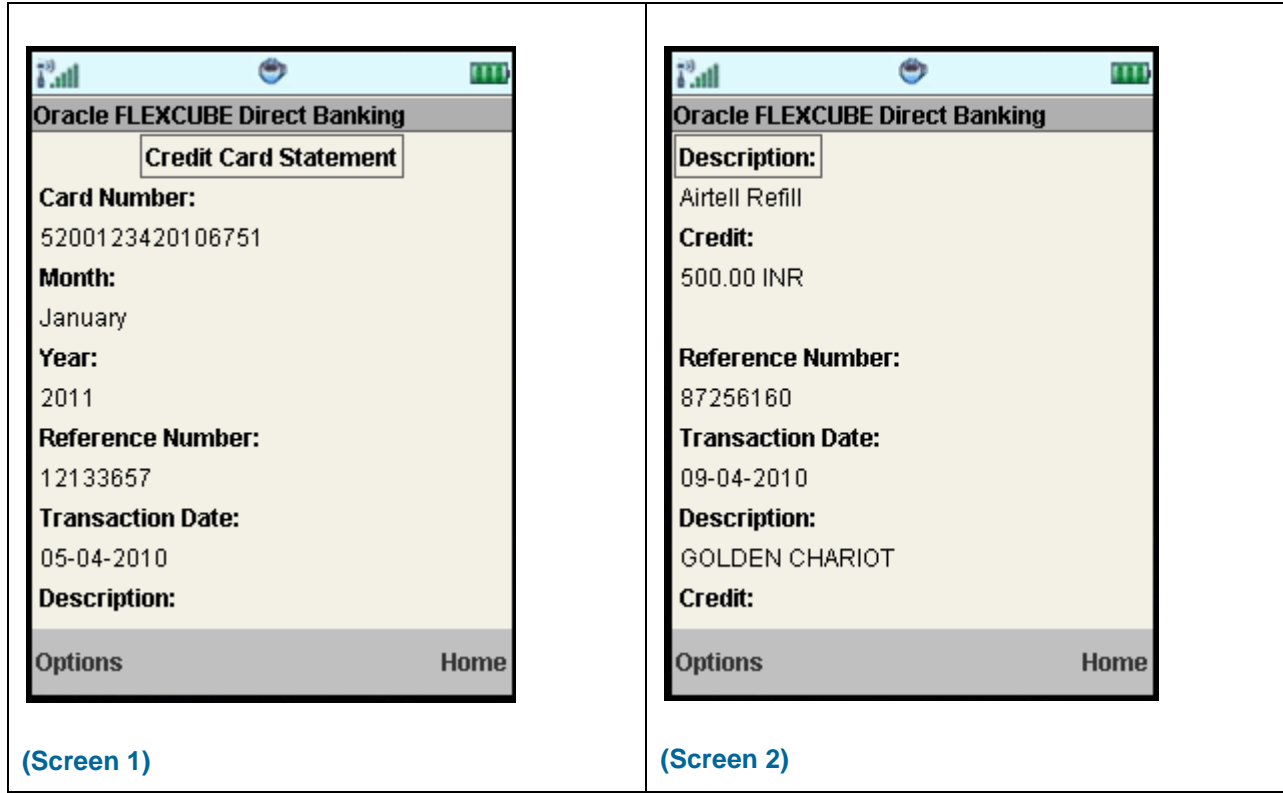 Oracle FLEXCUBE Direct Banking
Credit Card Statement
Card Number:
5200123420106751
Month:
January
Year:
2011
Reference Number:
12133657
Transaction Date:
05-04-2010
Description:
Options Home
(Screen 1)
Oracle FLEXCUBE Direct Banking
Description:
Airtell Refill
Credit:
500.00 INR
Reference Number:
87256160
Transaction Date:
09-04-2010
Description:
GOLDEN CHARIOT
Credit:
Options Home
(Screen 2)